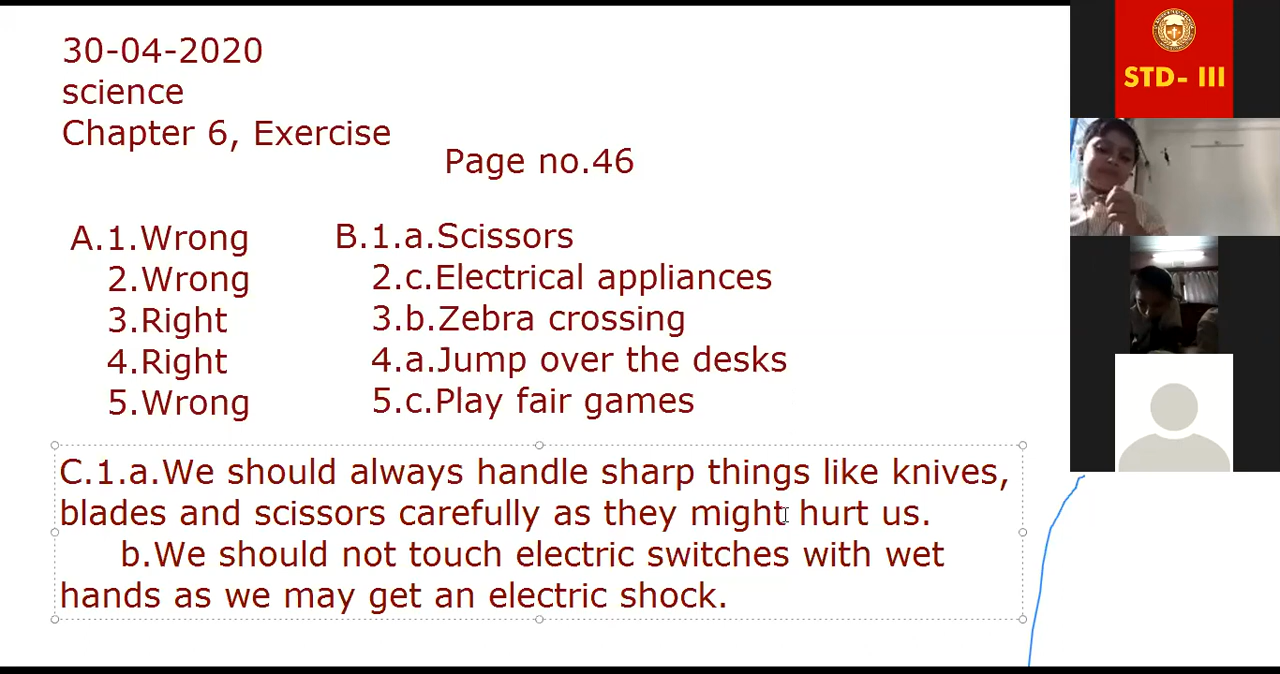 30-04-2020
science
Chapter 6, Exercise
Page no.46
A.1.Wrong
2.Wrong
3.Right
4.Right
5.Wrong
B.1.a.Scissors
2.c.Electrical appliances
3.b.Zebra crossing
4.a.Jump over the desks
5.c.Play fair games
C.1.a.We should always handle sharp things like knives,
blades and scissors carefully as they might hurt us.
b.We should not touch electric switches with wet
hands as we may get an electric shock.
STD- III